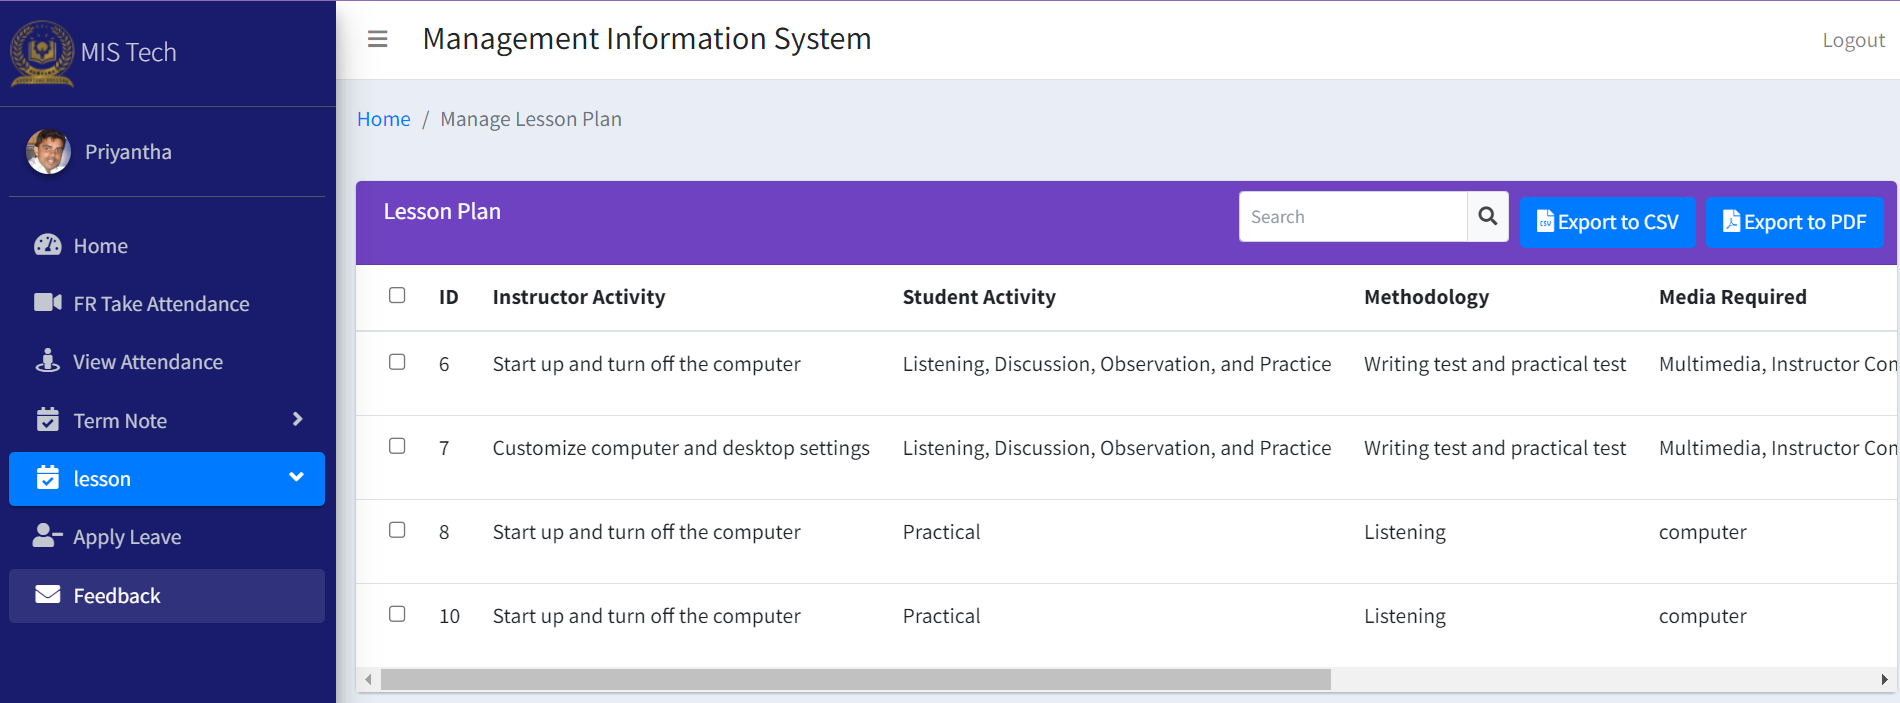 MIS Tech
Management Information System
Logout
Home / Manage Lesson Plan
Priyantha
Home
FR Take Attendance
View Attendance
Term Note
lesson
Apply Leave
Feedback
Lesson Plan
Search
Export to CSV
Export to PDF
ID Instructor Activity Student Activity Methodology Media Required
6 Start up and turn off the computer Listening, Discussion, Observation, and Practice Writing test and practical test Multimedia, Instructor Con
7 Customize computer and desktop settings Listening, Discussion, Observation, and Practice Writing test and practical test Multimedia, Instructor Con
8 Start up and turn off the computer Practical Listening computer
10 Start up and turn off the computer Practical Listening computer